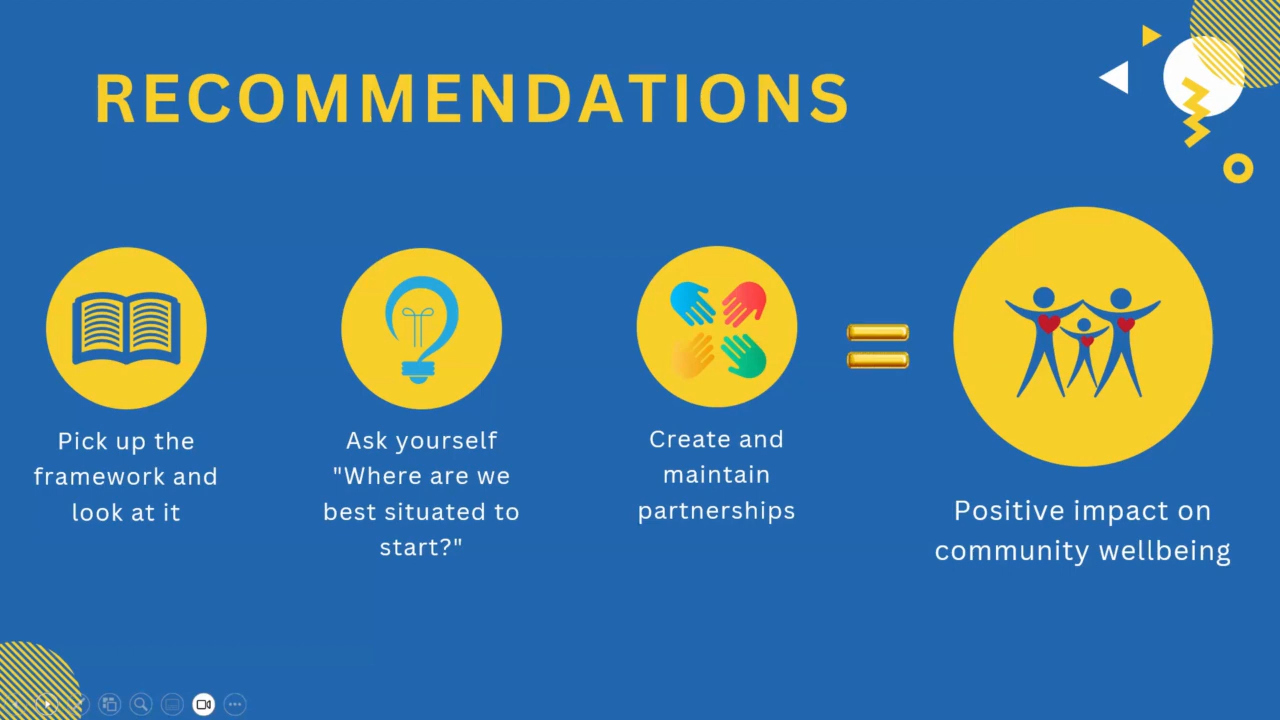 RECOMMENDATIONS
Pick up the
framework and
look at it
Ask yourself
"Where are we
best situated to
start?"
Create and
maintain
partnerships
Positive impact on
community wellbeing